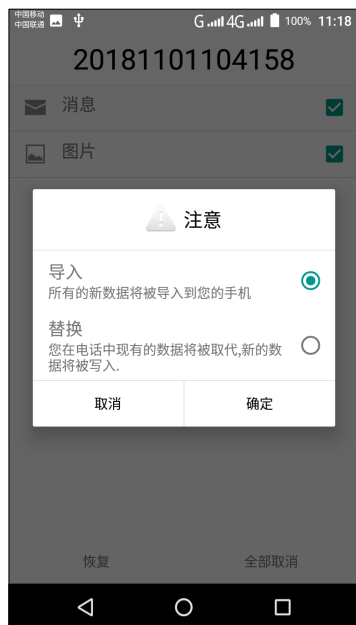 中国移动
中国联通
G 4G 100% 11:18
20181101104158
消息
图片
注意
导入
所有的新数据将被导入到您的手机
替换
您在电话中现有的数据将被取代,新的数
据将被写入.
取消 确定
恢复 全部取消